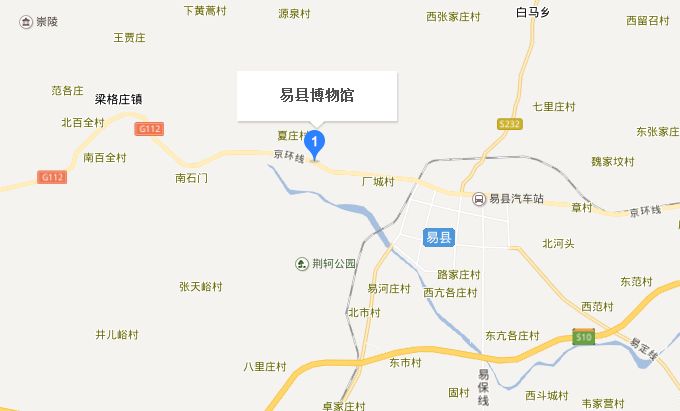 下黄蒿村
源泉村
西张家庄村
白马乡
西留召村
崇陵
王贾庄
易县博物馆
范各庄
梁格庄镇
七里庄村
北百全村
G112
夏庄村
1
S232
东张家庄
南百全村
京环线
魏家坟村
G112
南石门
厂城村
易县汽车站
章村
京环线
易县
北河头
荆轲公园
路家庄村
张天峪村
易河庄村
西亢各庄村
东范村
北市村
西范村
井儿峪村
东亢各庄村
S10
易定线
八里庄村
东市村
易保线
固村
西斗城村
韦家营村
卓家庄村